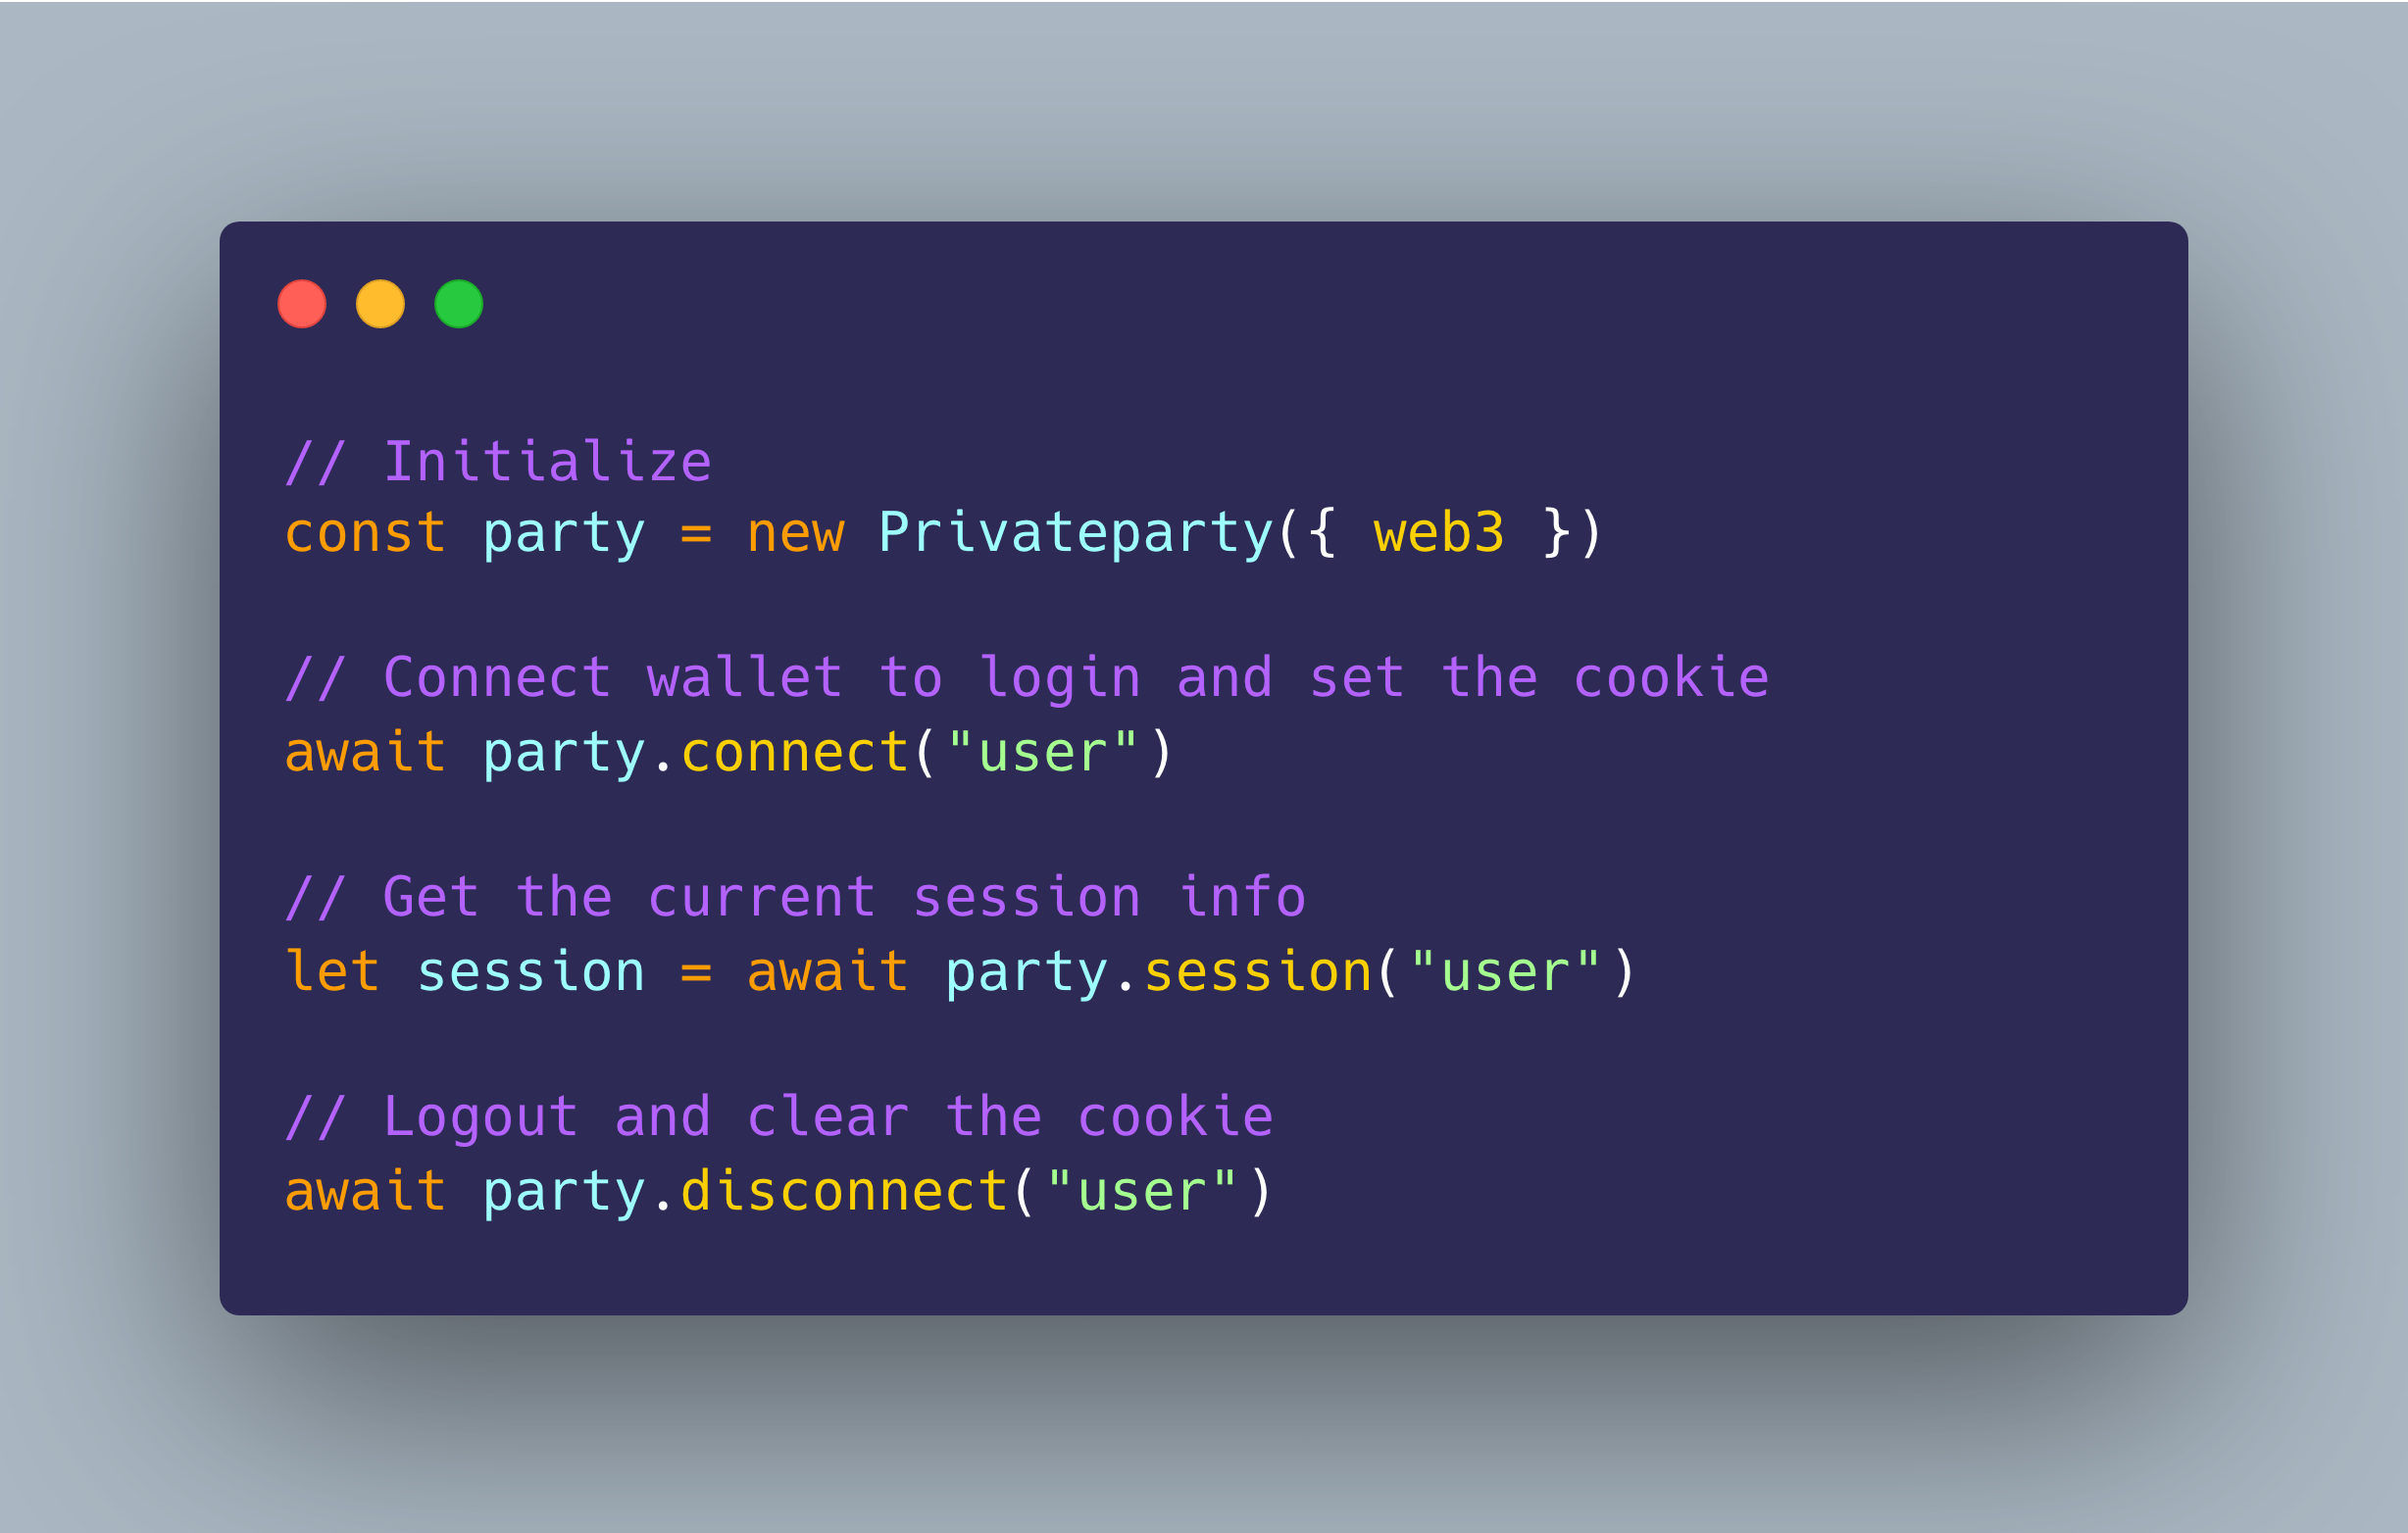 // Initialize
const party = new Privateparty({ web3 })
// Connect wallet to login and set the cookie
await party.connect("user")
// Get the current session info
let session = await party.session("user")
// Logout and clear the cookie
await party.disconnect("user")